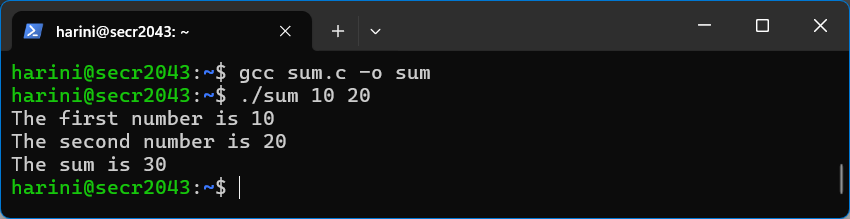 harini@secr2043: ~
harini@secr2043:~$ gcc sum.c -o sum
harini@secr2043:~$ ./sum 10 20
The first number is 10
The second number is 20
The sum is 30
harini@secr2043:~$